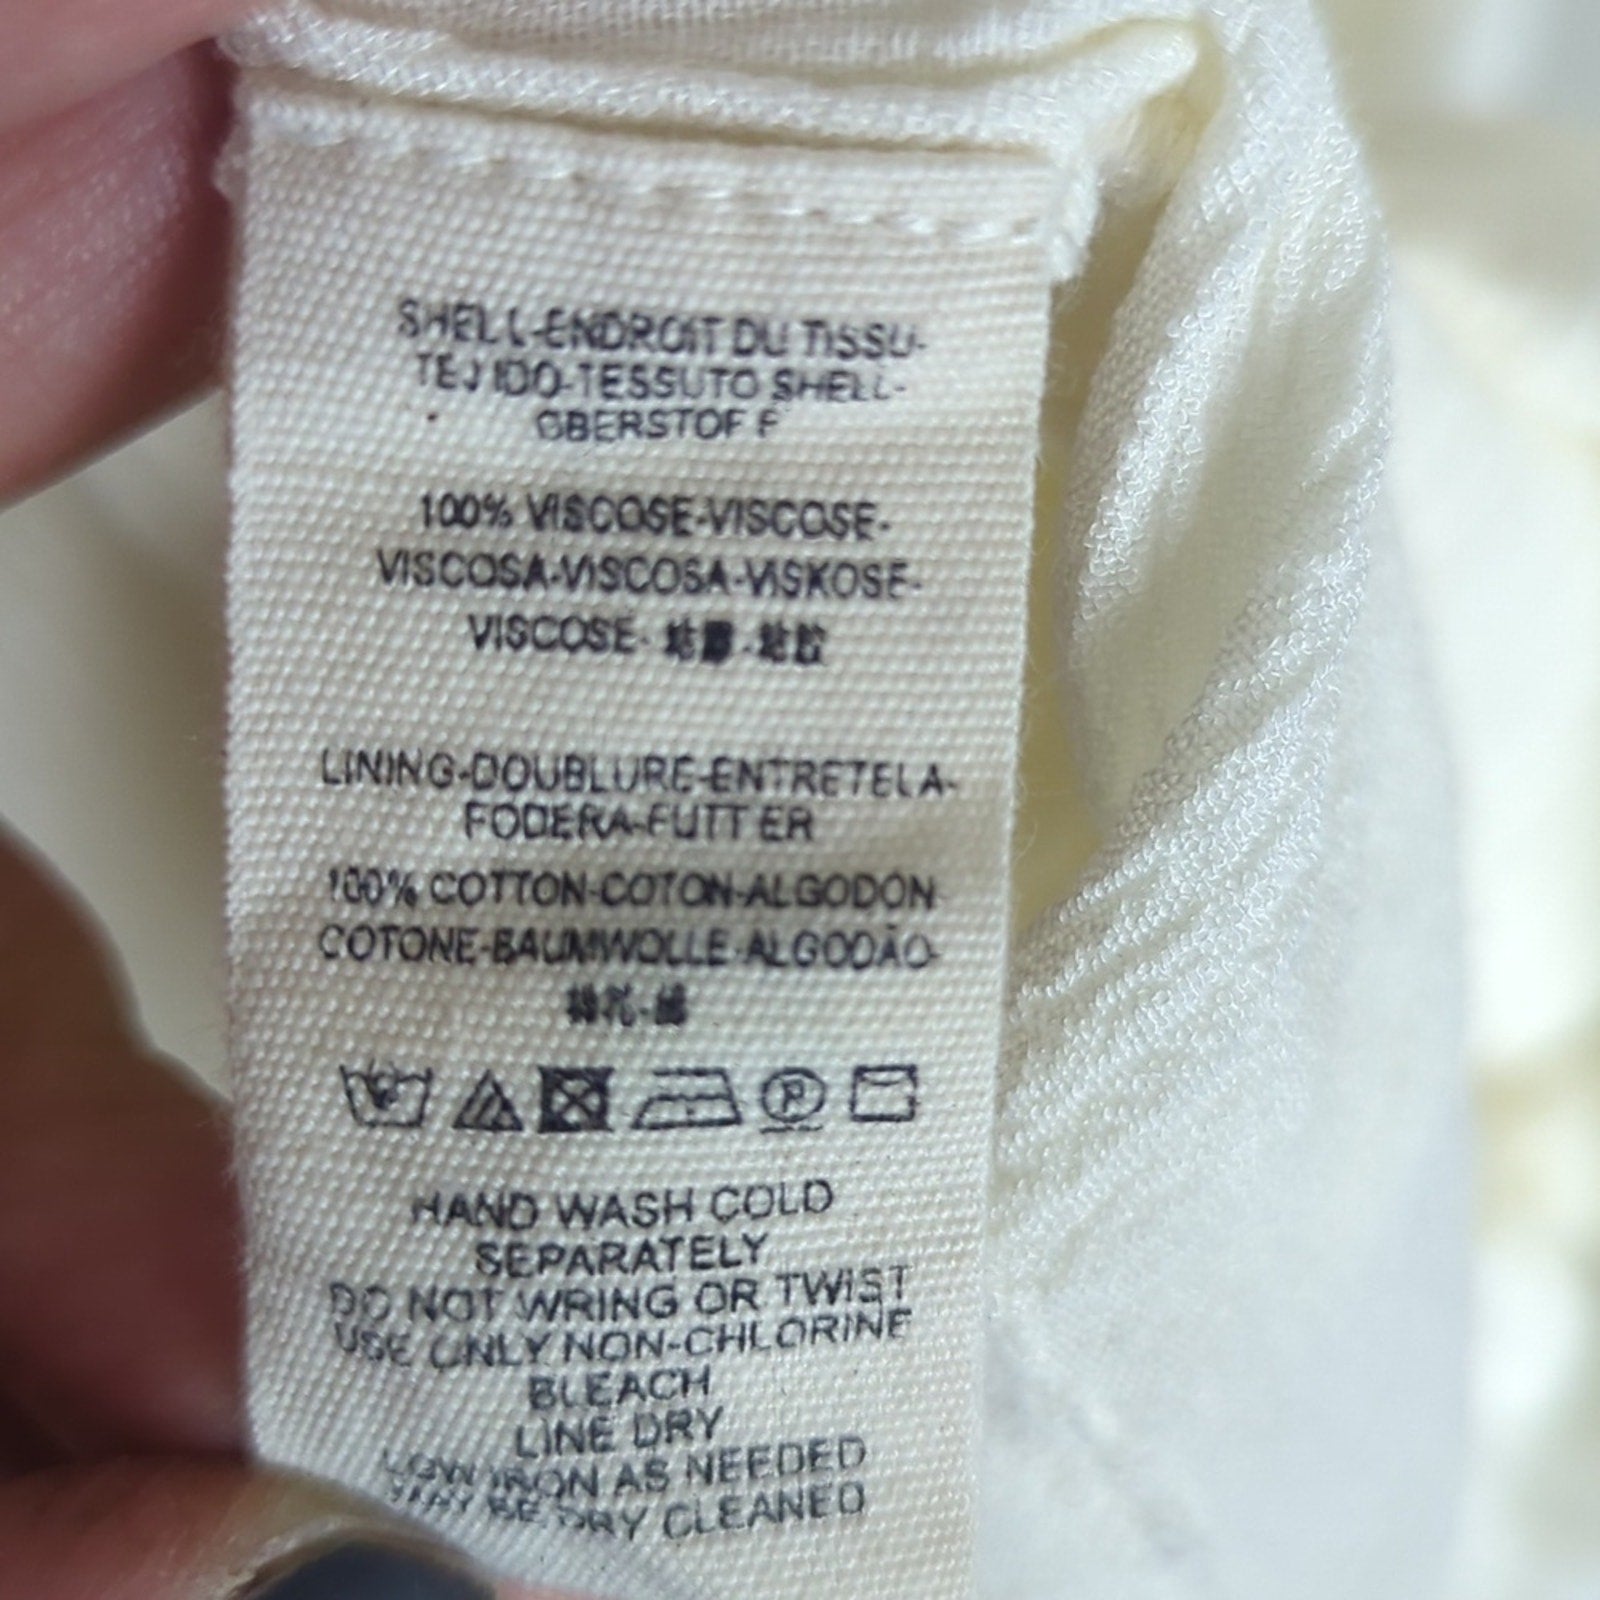 SHELL-ENDROIT DU TISSU-
TEJIDO-TESSUTO SHELL-
OBERSTOFF
100% VISCOSE-VISCOSE-
VISCOSA-VISCOSA-VISKOSE-
VISCOSE-
LINING-DOUBLURE-ENTRETELA-
FODERA-FUTTER
100% COTTON-COTON-ALGODÓN
COTONE-BAUMWOLLE-ALGODÃO-
P
HAND WASH COLD
SEPARATELY
DO NOT WRING OR TWIST
USE ONLY NON-CHLORINE
BLEACH
LINE DRY
LOW IRON AS NEEDED
MAY BE DRY CLEANED